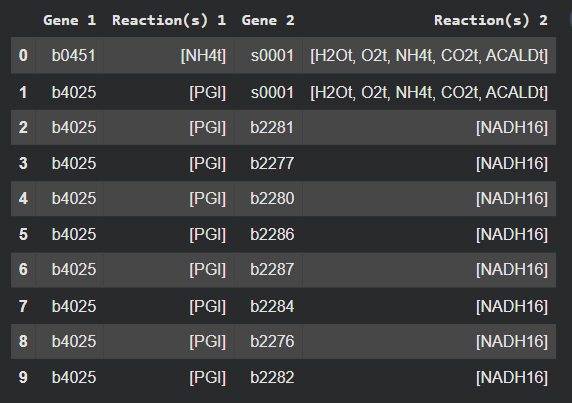 Gene 1 Reaction(s) 1 Gene 2 Reaction(s) 2
0 b0451 [NH4t] s0001 [H2Ot, O2t, NH4t, CO2t, ACALDt]
1 b4025 [PGI] s0001 [H2Ot, O2t, NH4t, CO2t, ACALDt]
2 b4025 [PGI] b2281 [NADH16]
3 b4025 [PGI] b2277 [NADH16]
4 b4025 [PGI] b2280 [NADH16]
5 b4025 [PGI] b2286 [NADH16]
6 b4025 [PGI] b2287 [NADH16]
7 b4025 [PGI] b2284 [NADH16]
8 b4025 [PGI] b2276 [NADH16]
9 b4025 [PGI] b2282 [NADH16]